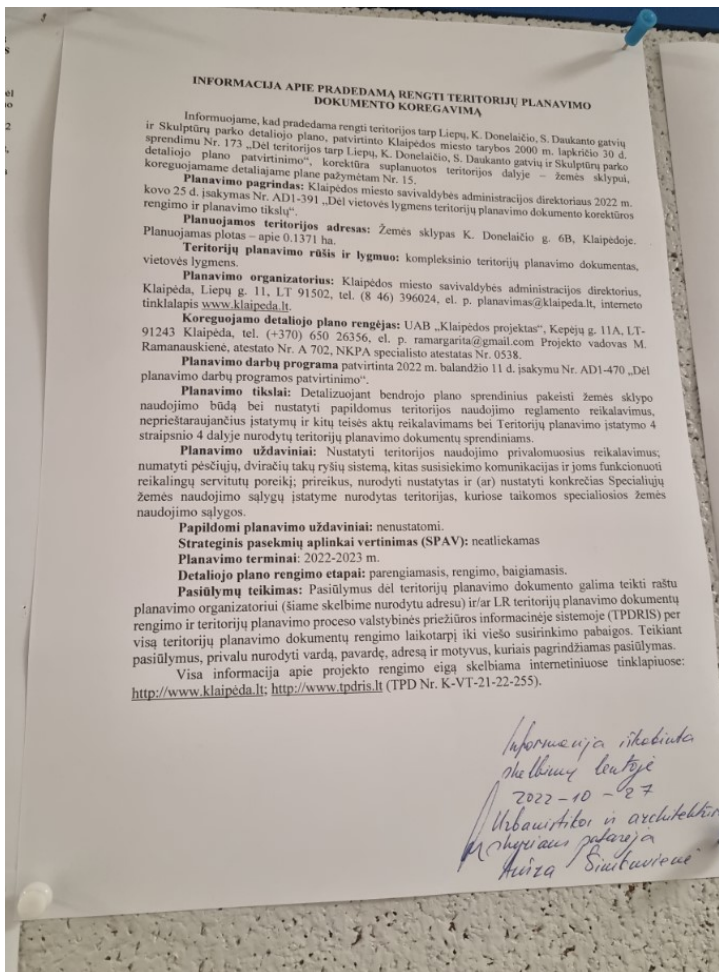 INFORMACIJA APIE PRADEDAMĄ RENGTI TERITORIJŲ PLANAVIMO
DOKUMENTO KOREGAVIMĄ
Informuojame, kad pradedama rengti teritorijos tarp Liepų, K. Donelaičio, S. Daukanto gatvių
ir Skulptūrų parko detaliojo plano, patvirtinto Klaipėdos miesto tarybos 2000 m. lapkričio 30 d.
sprendimu Nr. 173 „Dėl teritorijos tarp Liepų, K. Donelaičio, S. Daukanto gatvių ir Skulptūrų parko
detaliojo plano patvirtinimo“, korektūra suplanuotos teritorijos dalyje – žemės sklypui,
koreguojamame detaliajame plane pažymėtam Nr. 15.
Planavimo pagrindas: Klaipėdos miesto savivaldybės administracijos direktoriaus 2022 m.
kovo 25 d. įsakymas Nr. AD1-391 „Dėl vietovės lygmens teritorijų planavimo dokumento korektūros
rengimo ir planavimo tikslų“.
Planuojamos teritorijos adresas: Žemės sklypas K. Donelaičio g. 6B, Klaipėdoje.
Planuojamas plotas – apie 0.1371 ha.
Teritorijų planavimo rūšis ir lygmuo: kompleksinio teritorijų planavimo dokumentas,
vietovės lygmens.
Planavimo organizatorius: Klaipėdos miesto savivaldybės administracijos direktorius,
Klaipėda, Liepų g. 11, LT 91502, tel. (8 46) 396024, el. p. planavimas@klaipeda.lt, interneto
tinklalapis www.klaipeda.lt.
Koreguojamo detaliojo plano rengėjas: UAB „Klaipėdos projektas“, Kepėjų g. 11A, LT-
91243 Klaipėda, tel. (+370) 650 26356, el. p. ramargarita@gmail.com Projekto vadovas M.
Ramanauskienė, atestato Nr. A 702, NKPA specialisto atestatas Nr. 0538.
Planavimo darbų programa patvirtinta 2022 m. balandžio 11 d. įsakymu Nr. AD1-470 „Dėl
planavimo darbų programos patvirtinimo“.
Planavimo tikslai: Detalizuojant bendrojo plano sprendinius pakeisti žemės sklypo
naudojimo būdą bei nustatyti papildomus teritorijos naudojimo reglamento reikalavimus,
neprieštaraujančius įstatymų ir kitų teisės aktų reikalavimams bei Teritorijų planavimo įstatymo 4
straipsnio 4 dalyje nurodytų teritorijų planavimo dokumentų sprendiniams.
Planavimo uždaviniai: Nustatyti teritorijos naudojimo privalomuosius reikalavimus;
numatyti pėsčiųjų, dviračių takų ryšių sistemą, kitas susisiekimo komunikacijas ir joms funkcionuoti
reikalingų servitutų poreikį; prireikus, nurodyti nustatytas ir (ar) nustatyti konkrečias Specialiųjų
žemės naudojimo sąlygų įstatyme nurodytas teritorijas, kuriose taikomos specialiosios žemės
naudojimo sąlygos.
Papildomi planavimo uždaviniai: nenustatomi.
Strateginis pasekmių aplinkai vertinimas (SPAV): neatliekamas
Planavimo terminai: 2022-2023 m.
Detaliojo plano rengimo etapai: parengiamasis, rengimo, baigiamasis.
Pasiūlymų teikimas: Pasiūlymus dėl teritorijų planavimo dokumento galima teikti raštu
planavimo organizatoriui (šiame skelbime nurodytu adresu) ir/ar LR teritorijų planavimo dokumentų
rengimo ir teritorijų planavimo proceso valstybinės priežiūros informacinėje sistemoje (TPDRIS) per
visą teritorijų planavimo dokumentų rengimo laikotarpį iki viešo susirinkimo pabaigos. Teikiant
pasiūlymus, privalu nurodyti vardą, pavardę, adresą ir motyvus, kuriais pagrindžiamas pasiūlymas.
Visa informacija apie projekto rengimo eigą skelbiama internetiniuose tinklapiuose:
http://www.klaipėda.lt; http://www.tpdris.lt (TPD Nr. K-VT-21-22-255).
Informacija iškabinta
skelbimų lentoje
2022-10-27
Urbanistikos ir architektūr
skyriaus patarėja